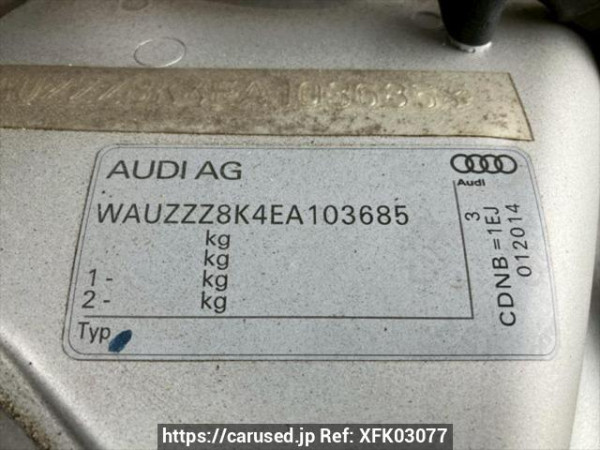 AUDI AG
Audi
WAUZZZ8K4EA103685
kg
kg
1- kg
2- kg
Typ
3
CDNB = 1EJ
012014
https://carused.jp Ref: XFK03077